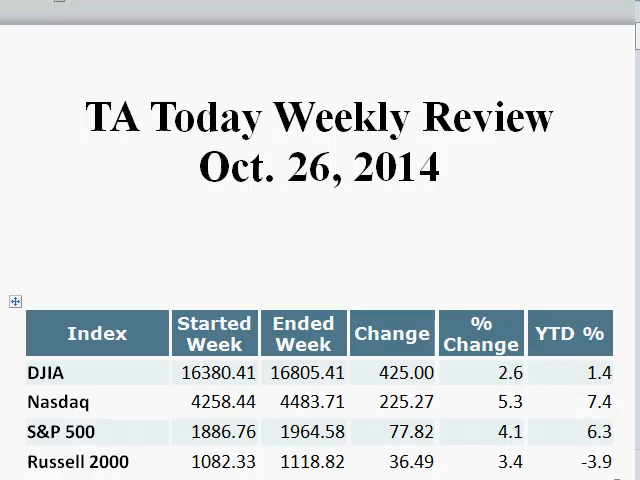 TA Today Weekly Review
Oct. 26, 2014
Index Started Week Ended Week Change % Change YTD %
DJIA 16380.41 16805.41 425.00 2.6 1.4
Nasdaq 4258.44 4483.71 225.27 5.3 7.4
S&P 500 1886.76 1964.58 77.82 4.1 6.3
Russell 2000 1082.33 1118.82 36.49 3.4 -3.9